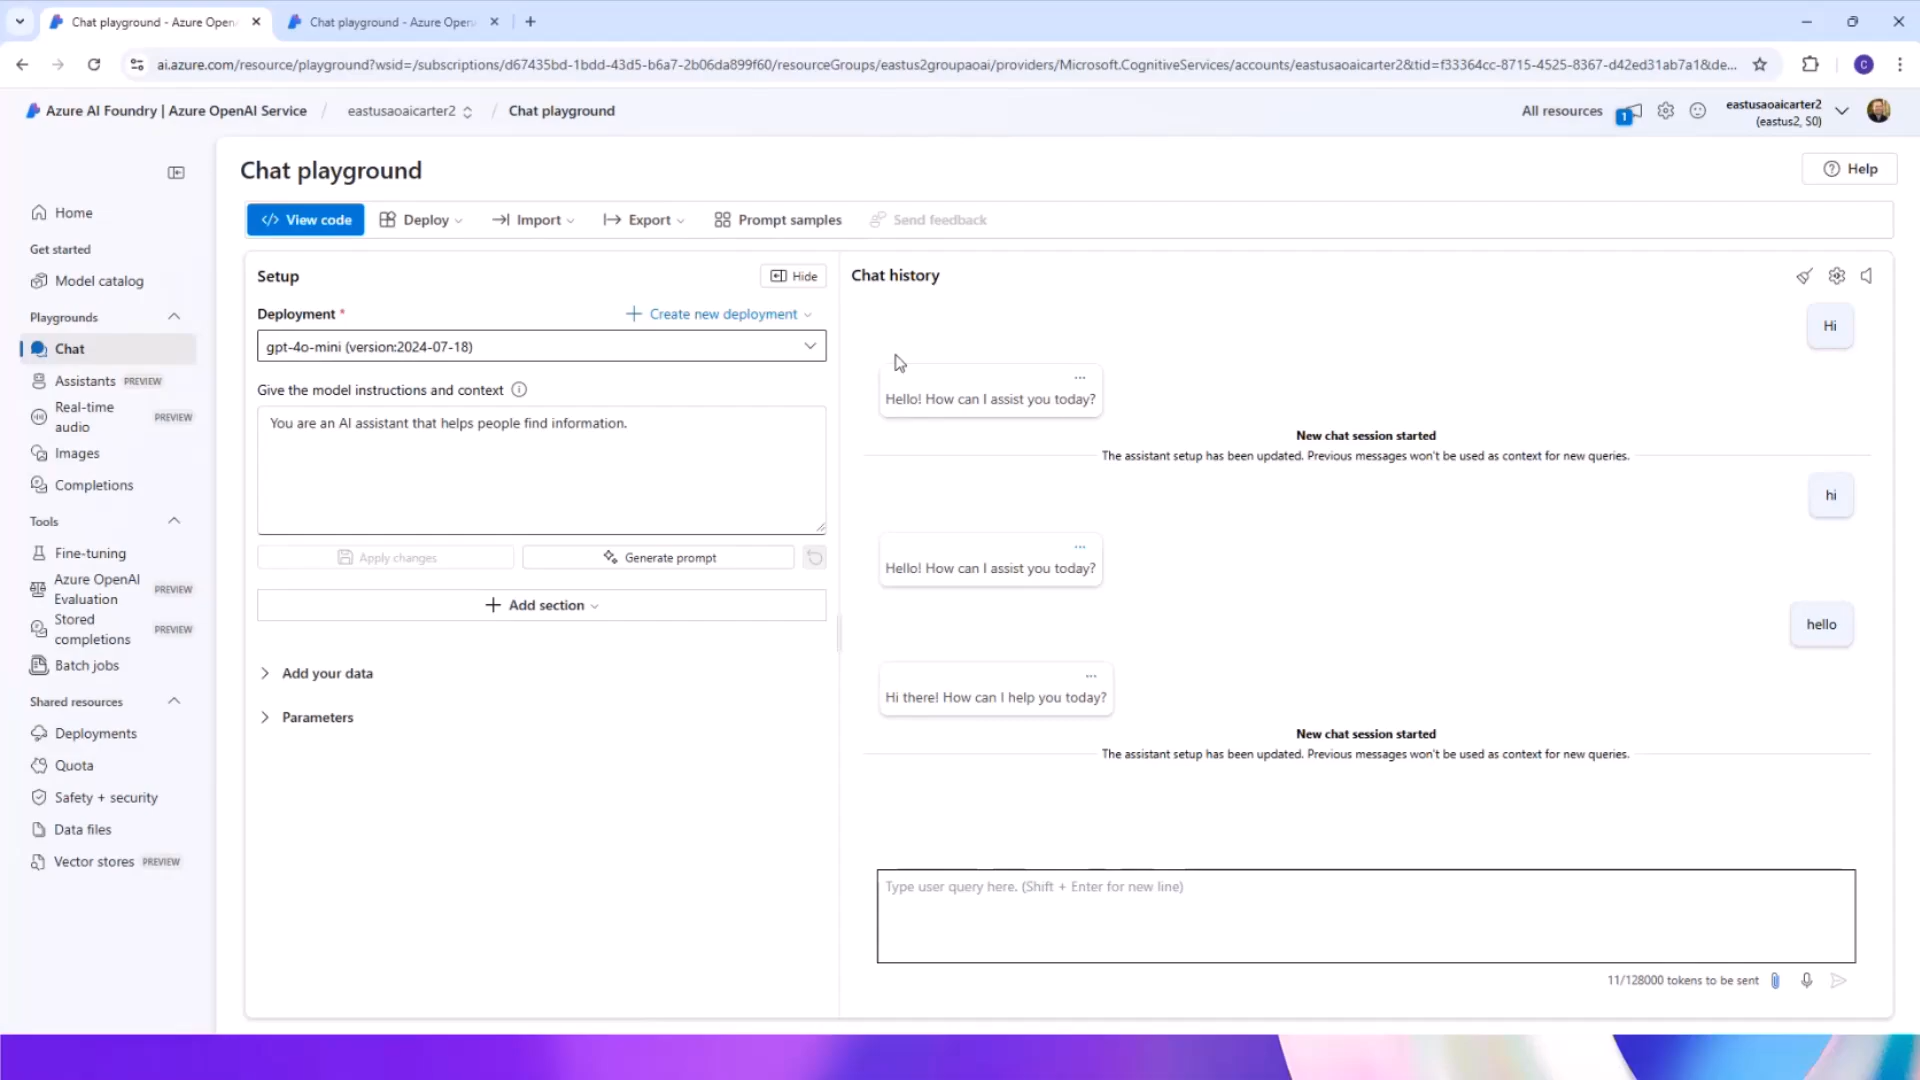 Chat playground - Azure Open
Chat playground - Azure Open
ai.azure.com/resource/playground?wsid=/subscriptions/d67435bd-1bdd-43d5-b6a7-2b06da899f60/resourceGroups/eastus2groupaoai/providers/Microsoft.CognitiveServices/accounts/eastusaoaicarter2&tid=f33364cc-8715-4525-8367-d42ed31ab7a1&de...
C
Azure AI Foundry | Azure OpenAI Service / eastusaoaicarter2 / Chat playground
All resources
1
eastusaoaicarter2
(eastus2, S0)
Chat playground
Help
Home
Get started
Model catalog
Playgrounds
Chat
Assistants PREVIEW
Real-time audio PREVIEW
Images
Completions
Tools
Fine-tuning
Azure OpenAI Evaluation PREVIEW
Stored completions PREVIEW
Batch jobs
Shared resources
Deployments
Quota
Safety + security
Data files
Vector stores PREVIEW
View code
Deploy
Import
Export
Prompt samples
Send feedback
Setup
Hide
Deployment *
Create new deployment
gpt-4o-mini (version:2024-07-18)
Give the model instructions and context
You are an AI assistant that helps people find information.
Apply changes
Generate prompt
Add section
Add your data
Parameters
Chat history
Hi
Hello! How can I assist you today?
New chat session started
The assistant setup has been updated. Previous messages won't be used as context for new queries.
hi
Hello! How can I assist you today?
hello
Hi there! How can I help you today?
New chat session started
The assistant setup has been updated. Previous messages won't be used as context for new queries.
Type user query here. (Shift + Enter for new line)
11/128000 tokens to be sent